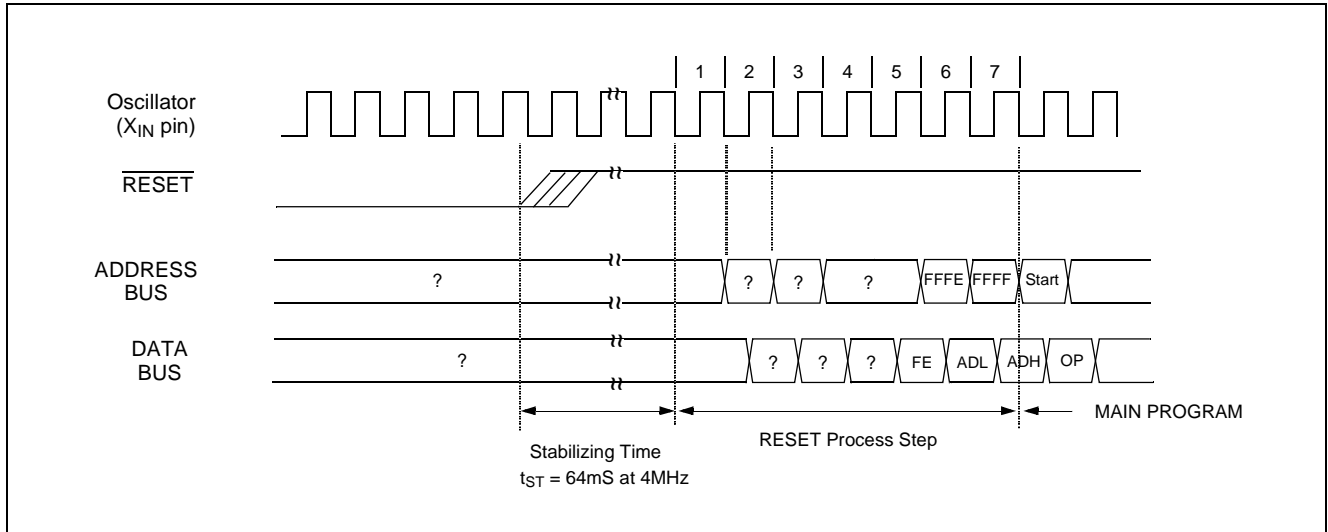 1 2 3 4 5 6 7
Oscillator
(XIN pin)
RESET
ADDRESS
BUS
? ? ? ? FFFE FFFF Start
DATA
BUS
? ? ? ? FE ADL ADH OP
MAIN PROGRAM
RESET Process Step
Stabilizing Time
tST = 64mS at 4MHz